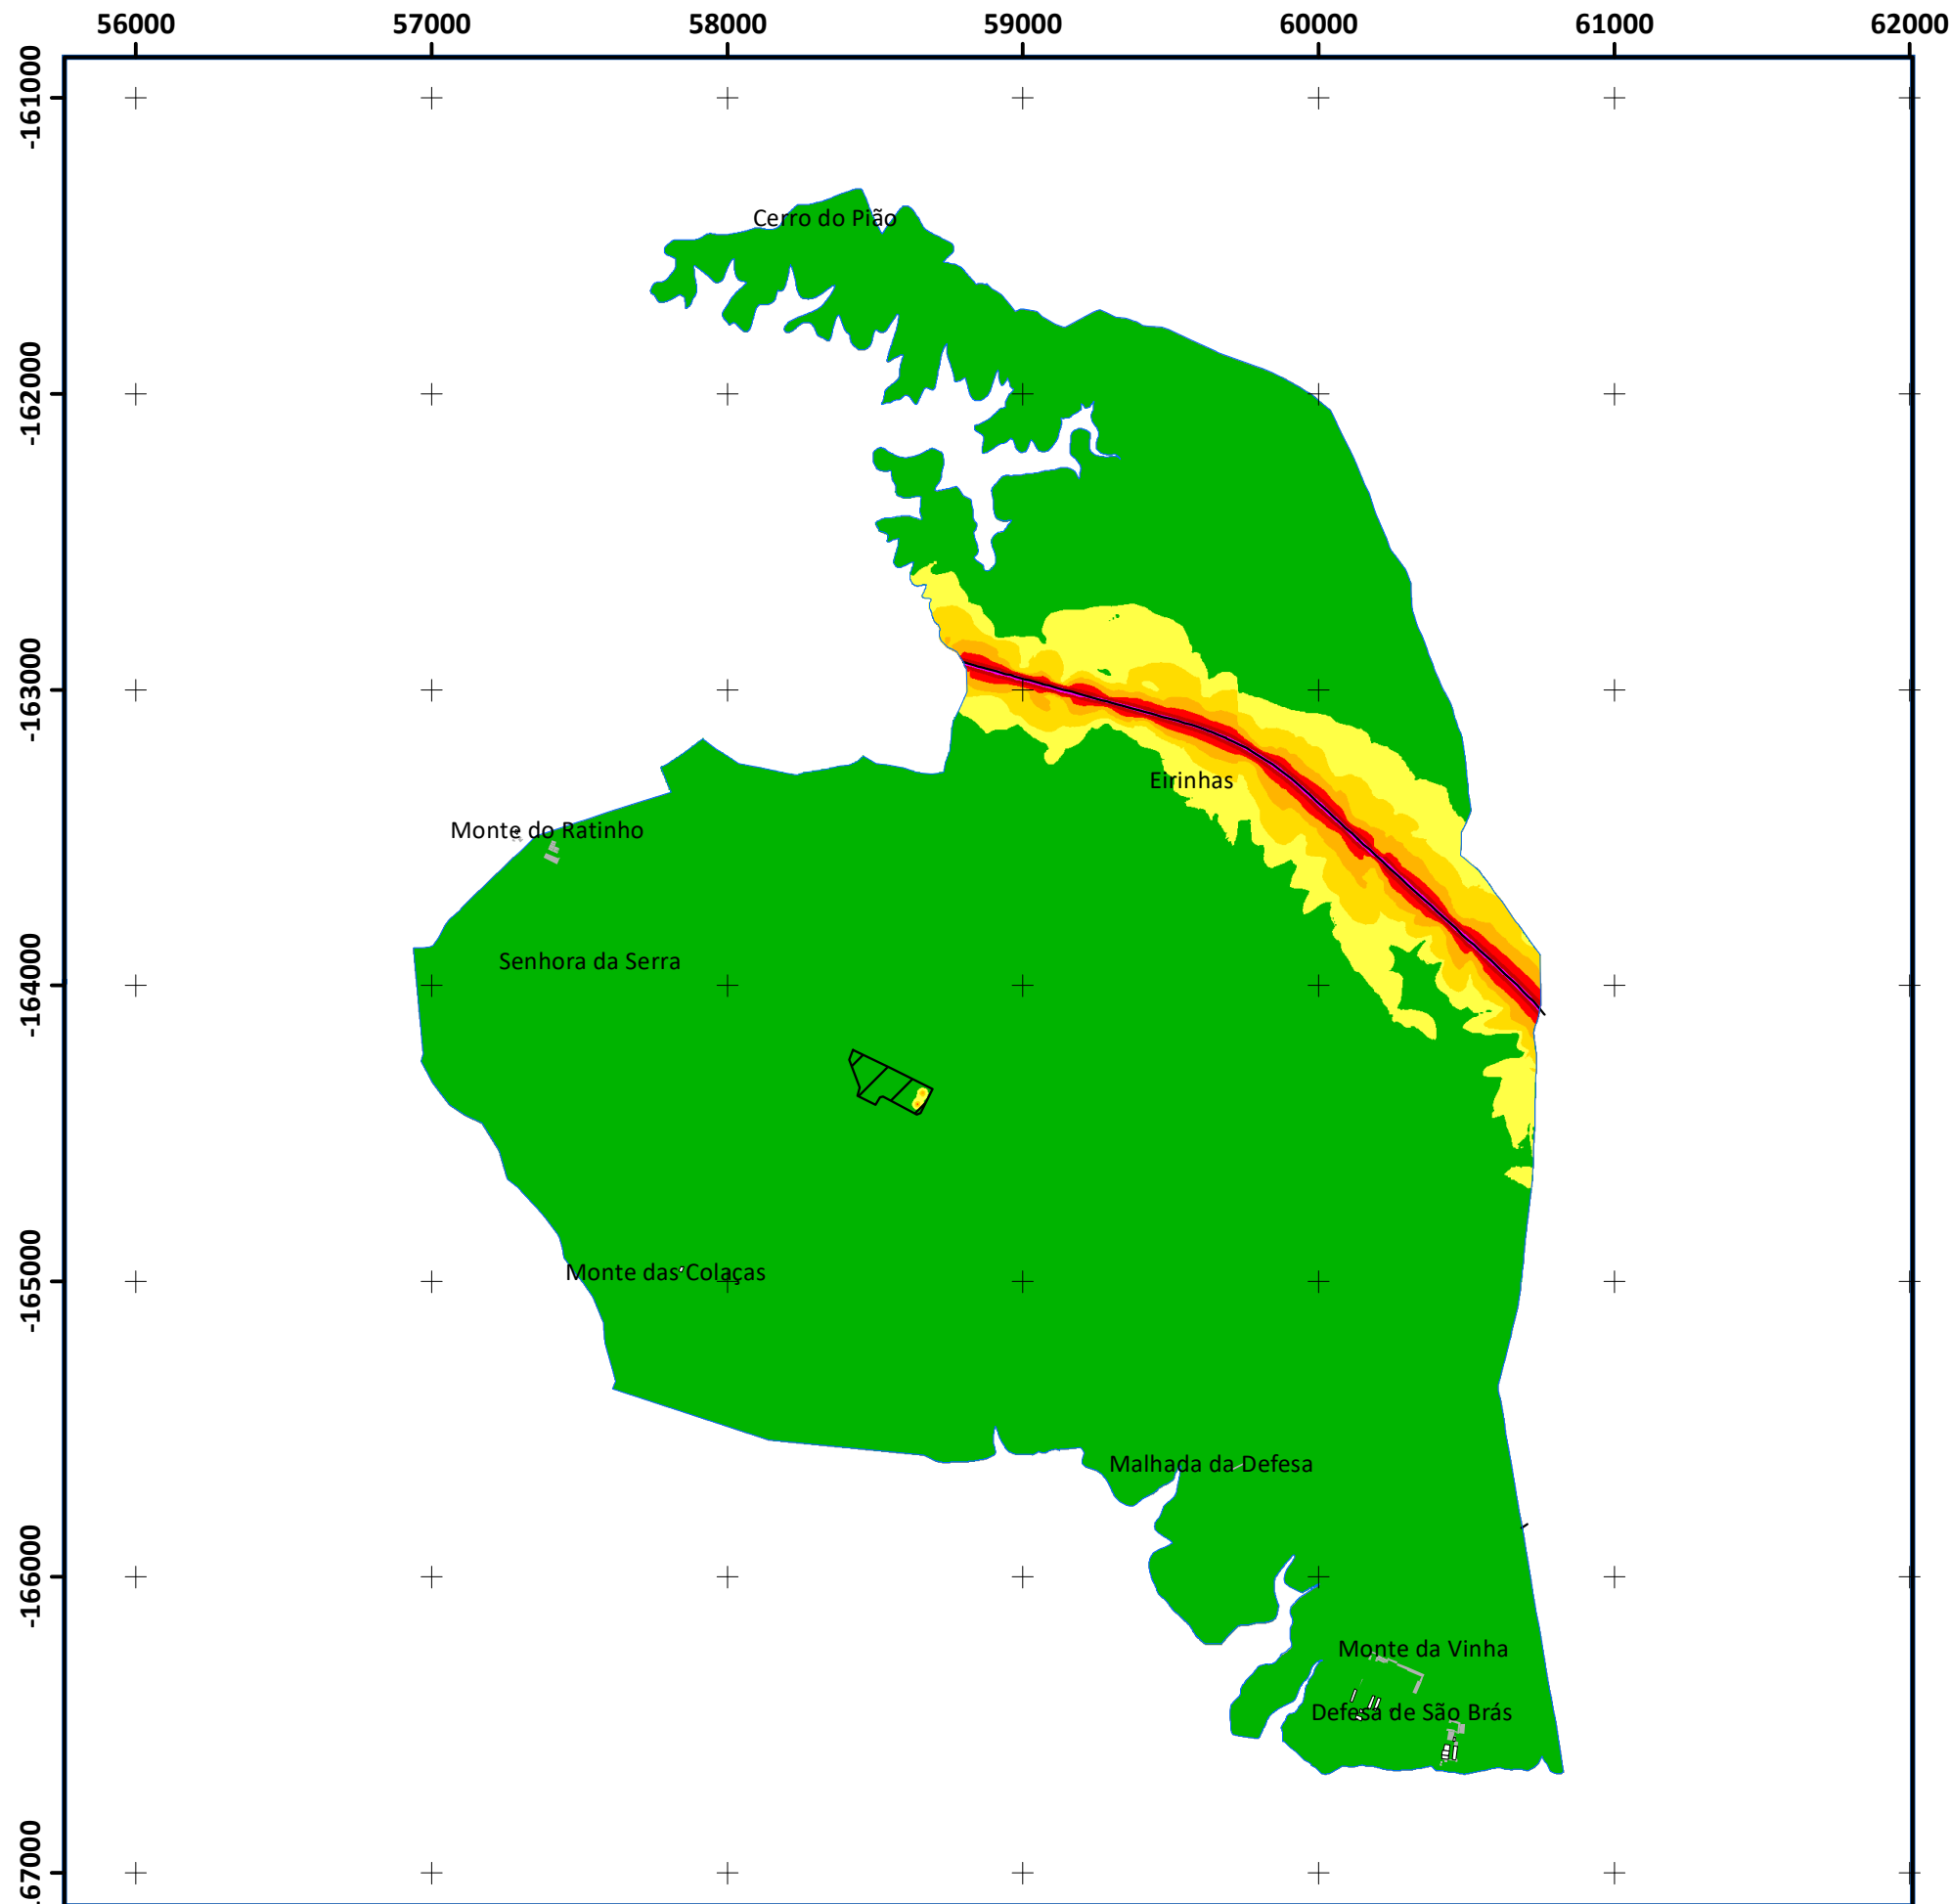 56000 57000 58000 59000 60000 61000 62000
-161000
Cerro do Pião
-162000
-163000
Eirinhas
Monte do Ratinho
Senhora da Serra
-164000
Monte das Colaças
-165000
Malhada da Defesa
-166000
Monte da Vinha
Defesa de São Brás
67000